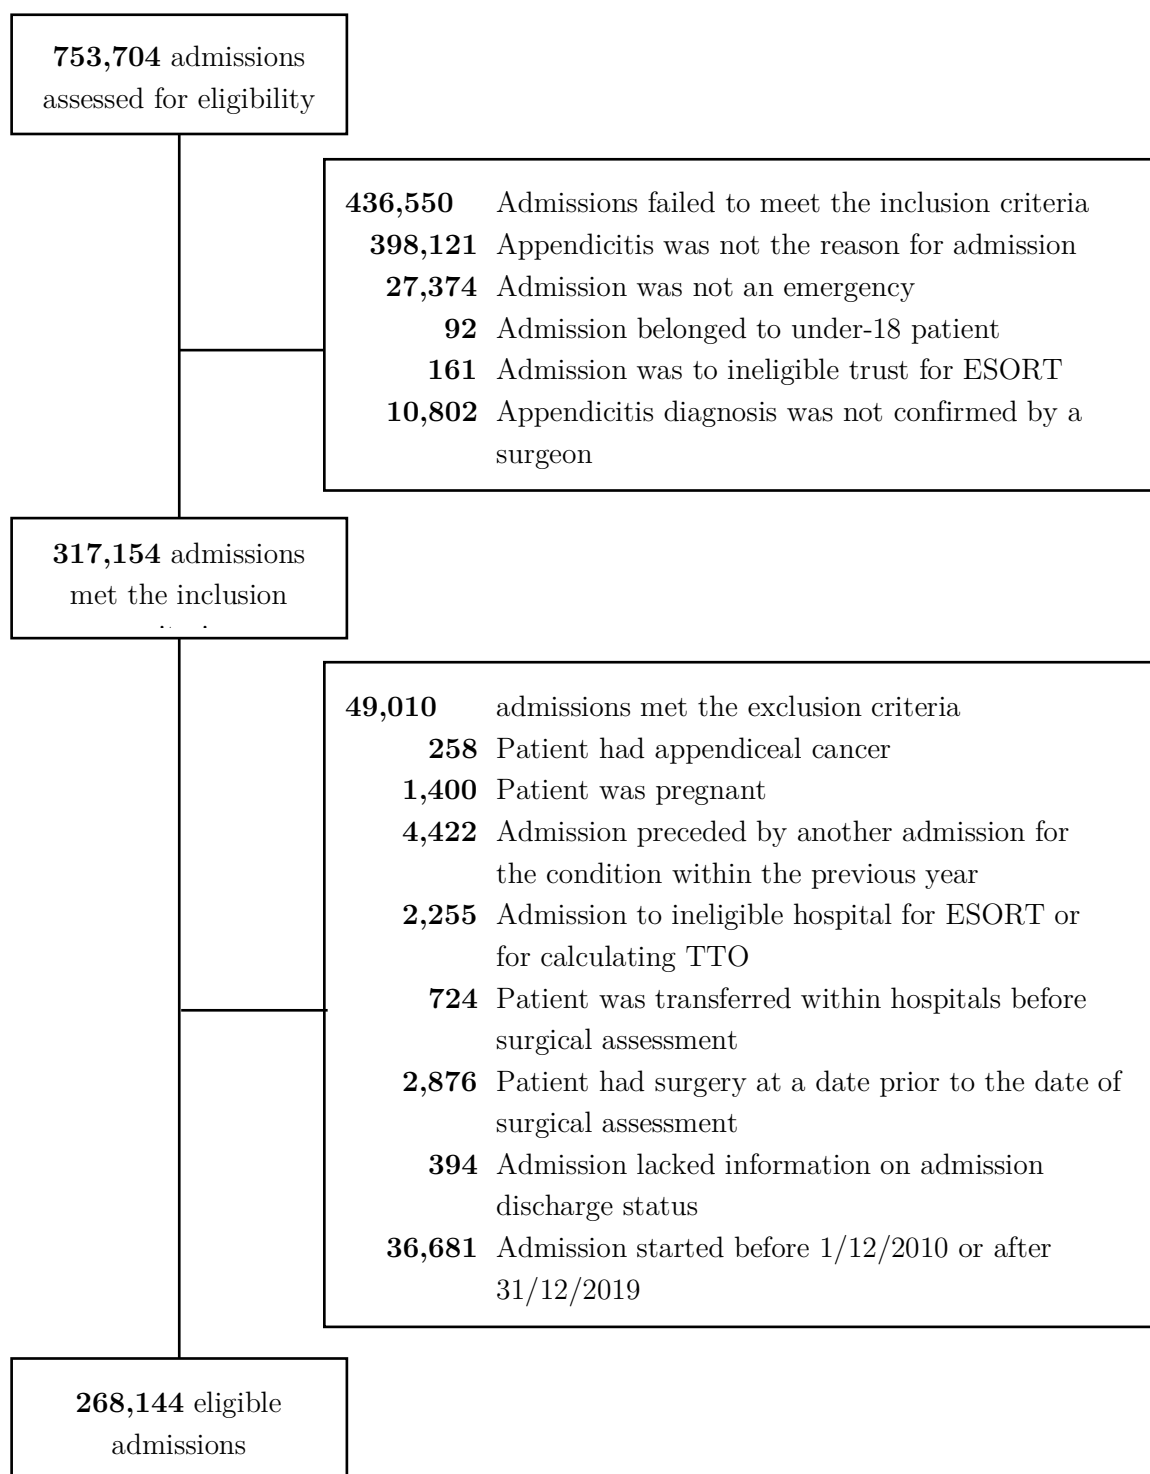 753,704 admissions
assessed for eligibility
436,550 Admissions failed to meet the inclusion criteria
398,121 Appendicitis was not the reason for admission
27,374 Admission was not an emergency
92 Admission belonged to under-18 patient
161 Admission was to ineligible trust for ESORT
10,802 Appendicitis diagnosis was not confirmed by a
surgeon
317,154 admissions
met the inclusion
49,010 admissions met the exclusion criteria
258 Patient had appendiceal cancer
1,400 Patient was pregnant
4,422 Admission preceded by another admission for
the condition within the previous year
2,255 Admission to ineligible hospital for ESORT or
for calculating TTO
724 Patient was transferred within hospitals before
surgical assessment
2,876 Patient had surgery at a date prior to the date of
surgical assessment
394 Admission lacked information on admission
discharge status
36,681 Admission started before 1/12/2010 or after
31/12/2019
268,144 eligible
admissions